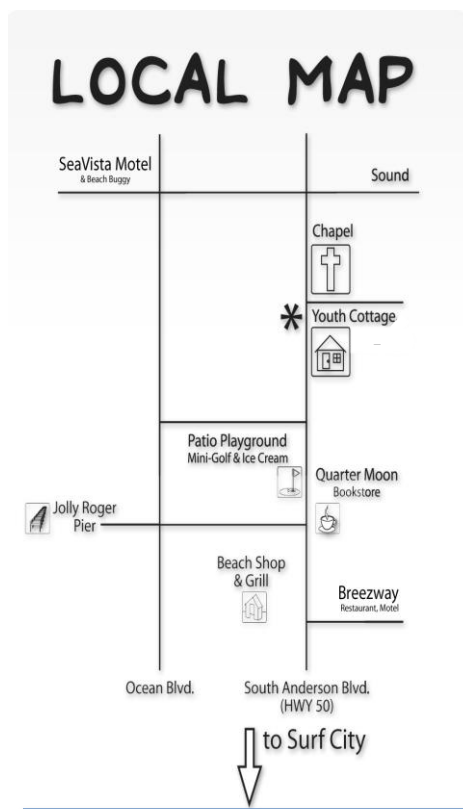 LOCAL MAP
SeaVista Motel
& Beach Buggy
Sound
Chapel
*
Youth Cottage
Patio Playground
Mini-Golf & Ice Cream
Quarter Moon
Bookstore
Jolly Roger
Pier
Beach Shop
& Grill
Breezway
Restaurant, Motel
Ocean Blvd.
South Anderson Blvd.
(HWY 50)
to Surf City